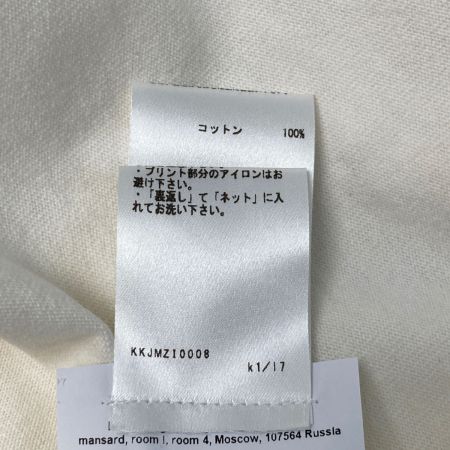 コットン 100%
・プリント部分のアイロンはお
避け下さい。
・「裏返し」て「ネット」に入
れてお洗い下さい。
KKJMZI0008
k1/17
mansard, room I, room 4, Moscow, 107564 Russia